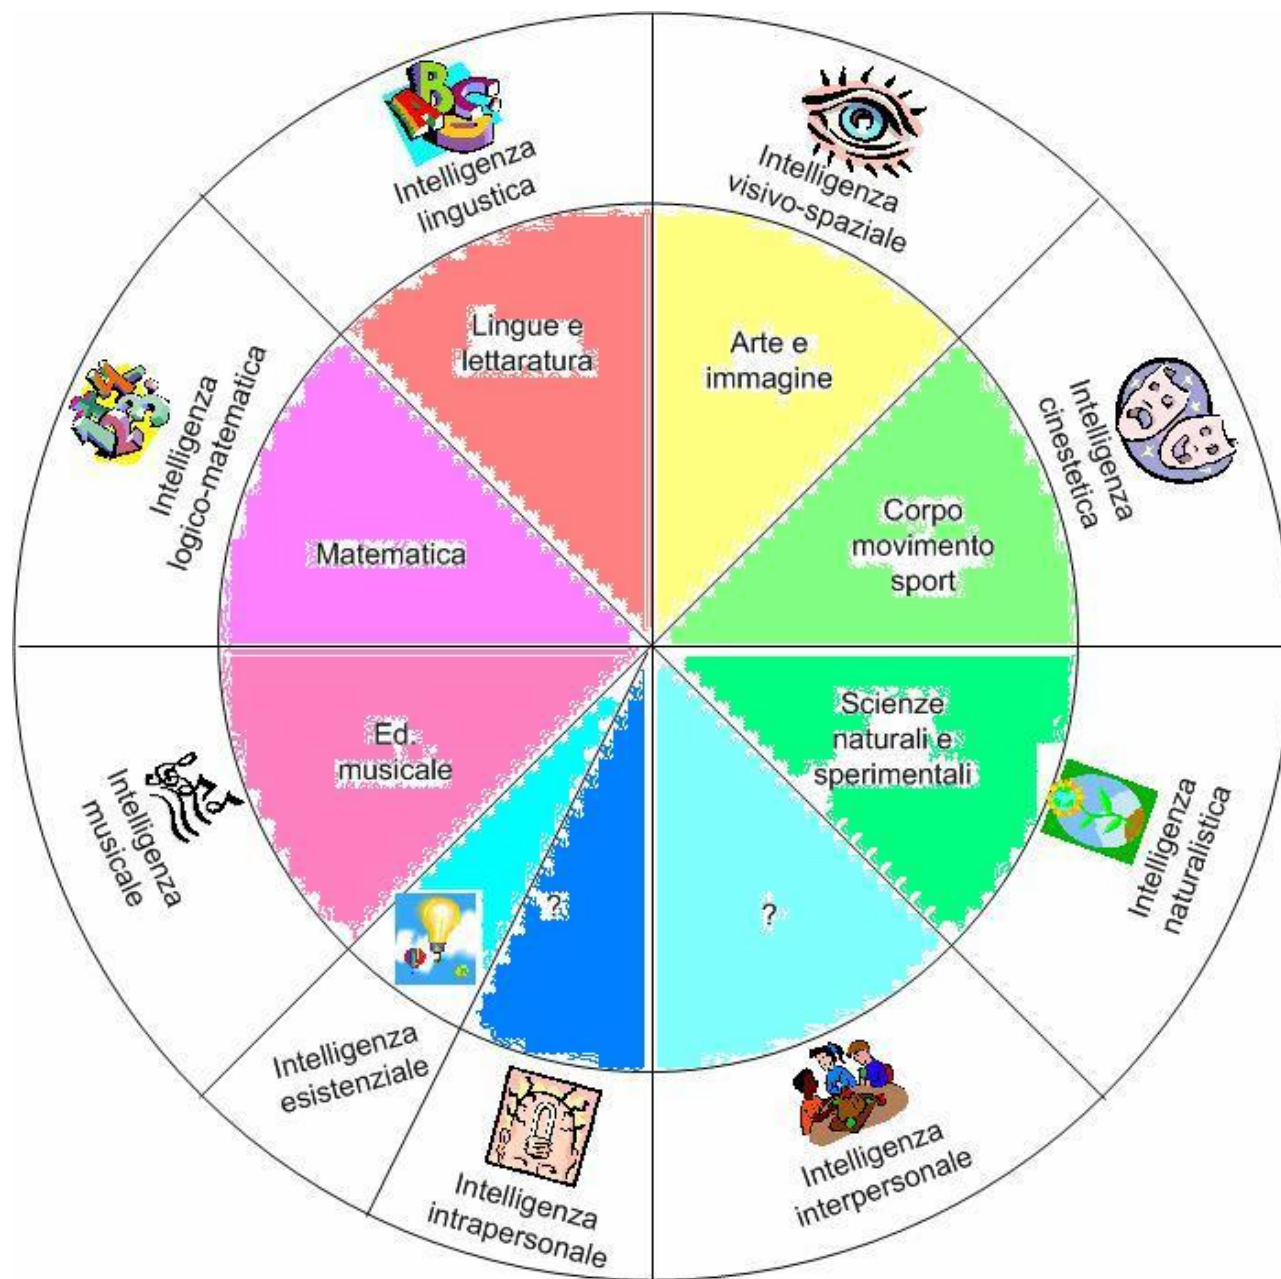 Intelligenza
lingustica
Intelligenza
visivo-spaziale
Intelligenza
logico-matematica
Intelligenza
cinestetica
Lingue e
lettaratura
Arte e
immagine
Matematica
Corpo
movimento
sport
Ed.
musicale
Scienze
naturali e
sperimentali
Intelligenza
musicale
Intelligenza
naturalistica
?
?
Intelligenza
esistenziale
Intelligenza
intrapersonale
Intelligenza
interpersonale